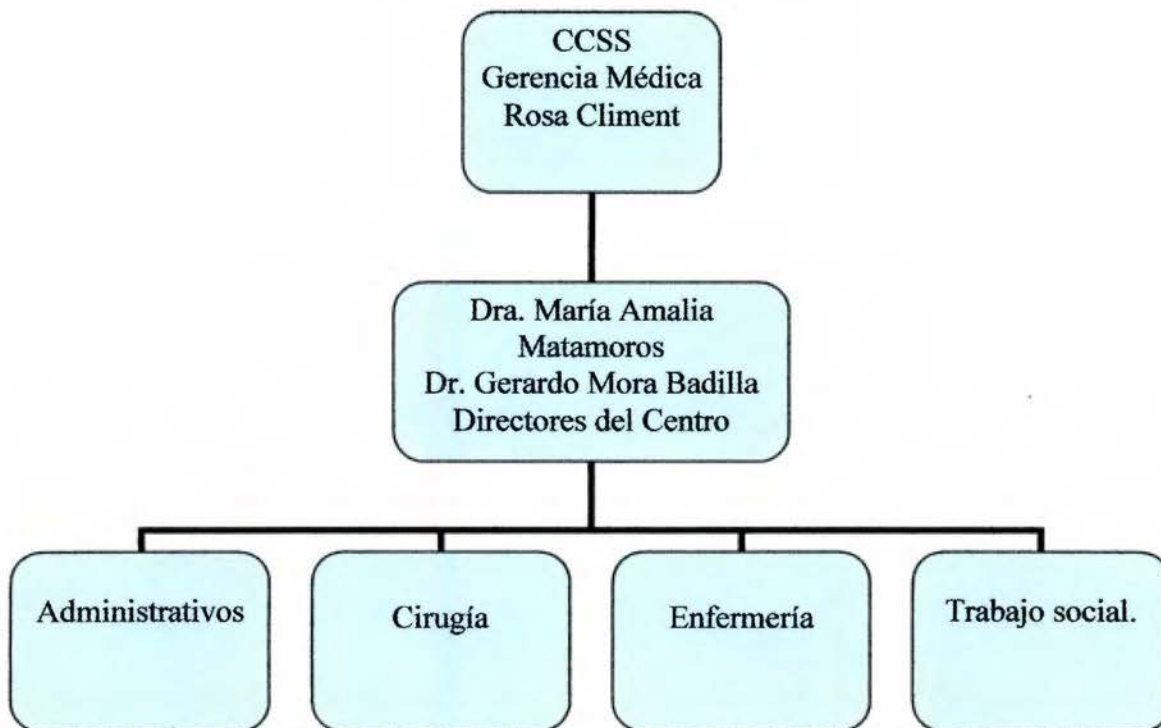 CCSS
Gerencia Médica
Rosa Climent
Dra. María Amalia
Matamoros
Dr. Gerardo Mora Badilla
Directores del Centro
Administrativos
Cirugía
Enfermería
Trabajo social.